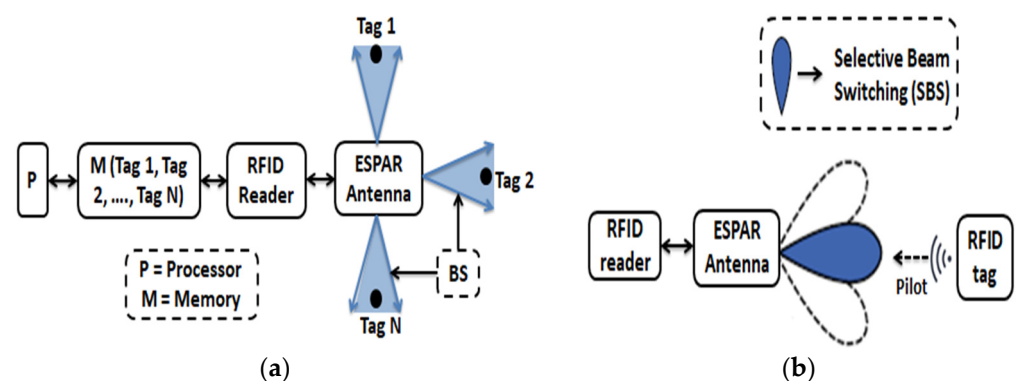 Tag 1
P
M (Tag 1, Tag
2, ...., Tag N)
RFID
Reader
ESPAR
Antenna
Tag 2
P = Processor
M = Memory
BS
Tag N
(a)
Selective Beam
Switching (SBS)
RFID
reader
ESPAR
Antenna
Pilot
RFID
tag
(b)